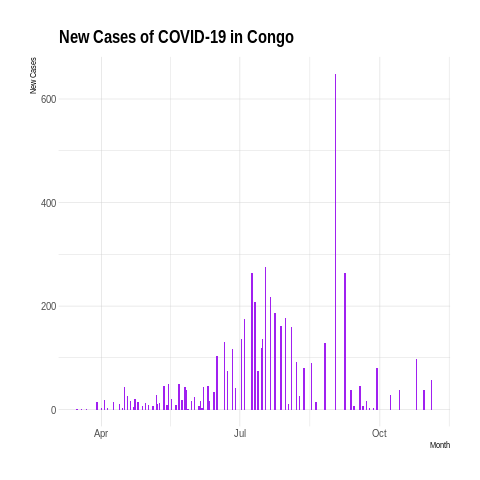 New Cases of COVID-19 in Congo
New Cases
600
400
200
0
Apr
Jul
Oct
Month